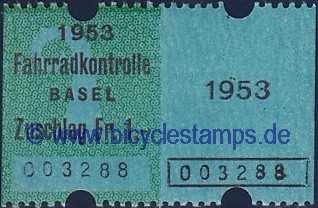 1953
Fahrradkontrolle
BASEL
Zuschlag Fr. 1.
003288
1953
003288
© www.bicyclestamps.de